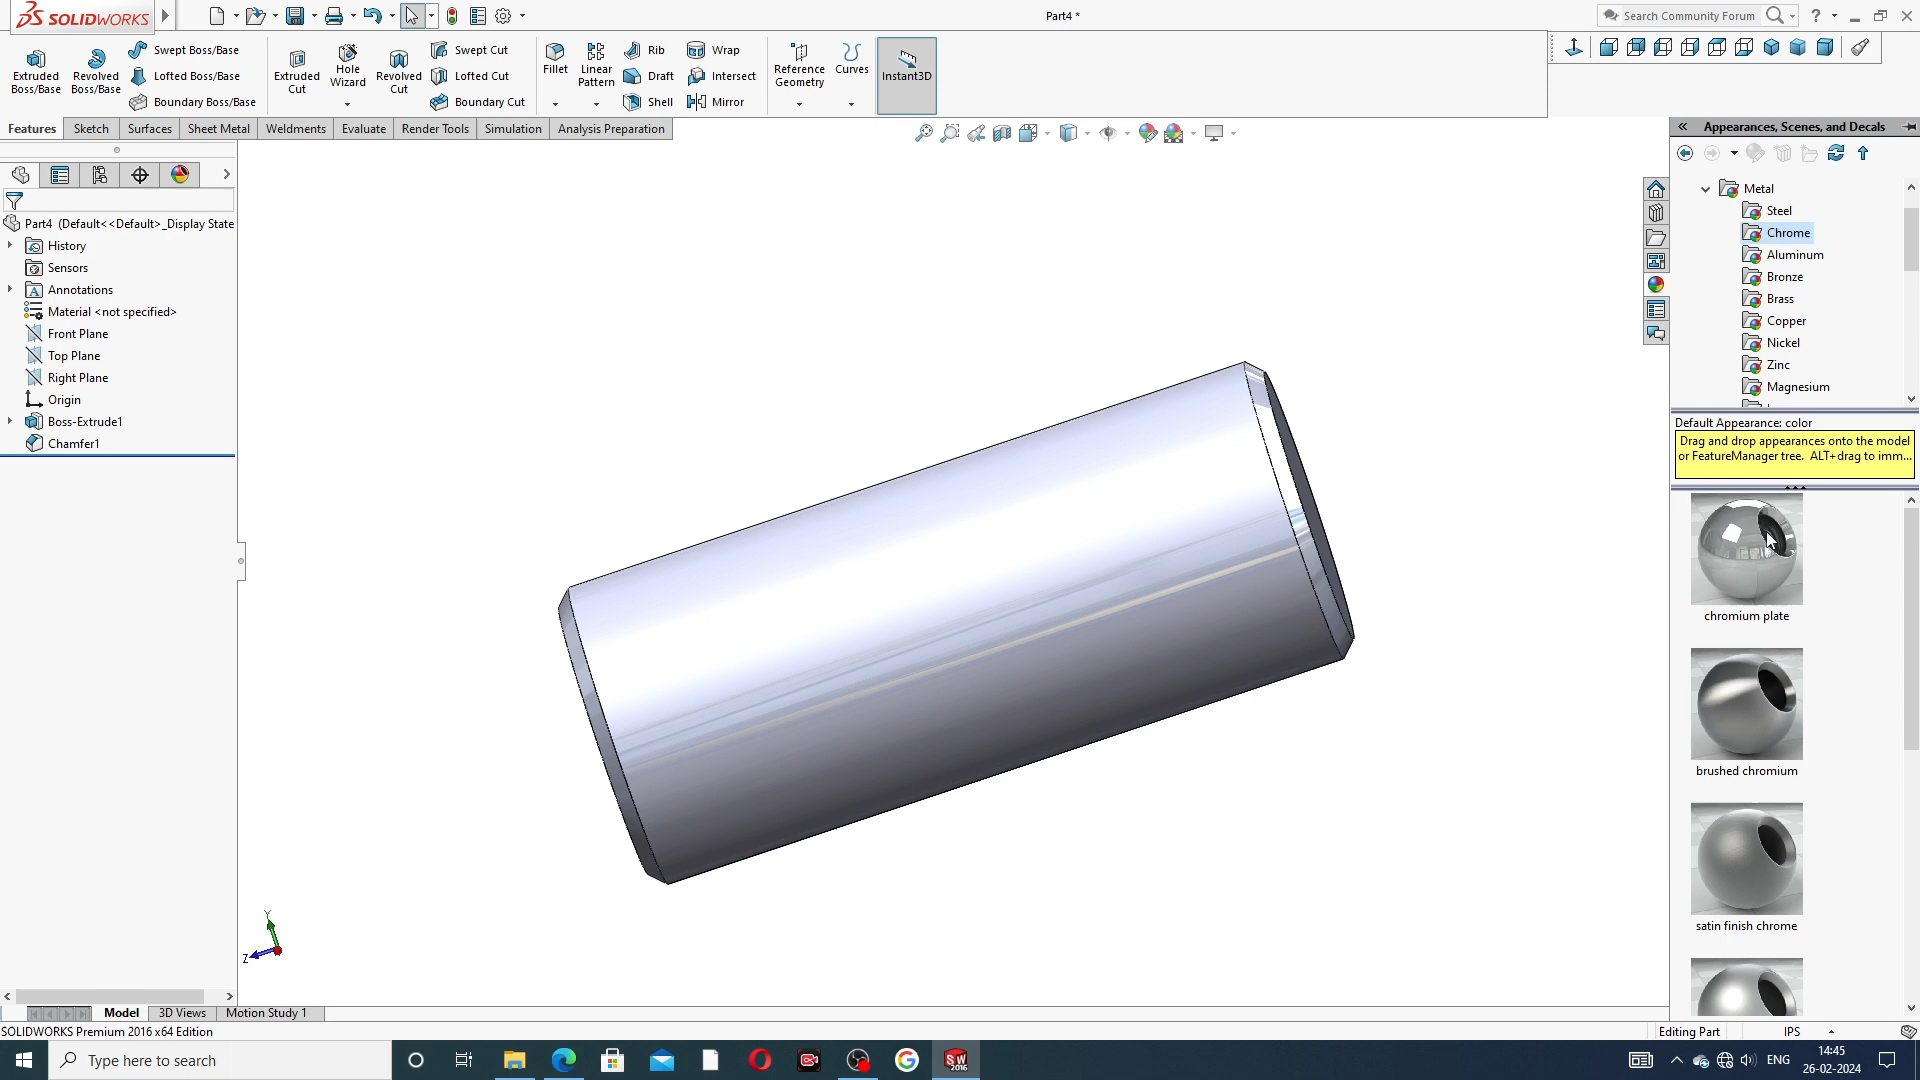 SOLIDWORKS
Part4 *
Search Community Forum
Extruded Boss/Base
Revolved Boss/Base
Swept Boss/Base
Lofted Boss/Base
Boundary Boss/Base
Extruded Cut
Hole Wizard
Revolved Cut
Swept Cut
Lofted Cut
Boundary Cut
Fillet
Linear Pattern
Rib
Draft
Shell
Wrap
Intersect
Mirror
Reference Geometry
Curves
Instant3D
Features
Sketch
Surfaces
Sheet Metal
Weldments
Evaluate
Render Tools
Simulation
Analysis Preparation
Part4 (Default<<Default>_Display State
History
Sensors
Annotations
Material <not specified>
Front Plane
Top Plane
Right Plane
Origin
Boss-Extrude1
Chamfer1
Y
Z
Appearances, Scenes, and Decals
Metal
Steel
Chrome
Aluminum
Bronze
Brass
Copper
Nickel
Zinc
Magnesium
Default Appearance: color
Drag and drop appearances onto the model
or FeatureManager tree. ALT+drag to imm...
chromium plate
brushed chromium
satin finish chrome
Model
3D Views
Motion Study 1
SOLIDWORKS Premium 2016 x64 Edition
Editing Part
IPS
Type here to search
SW
2016
ENG
14:45
26-02-2024